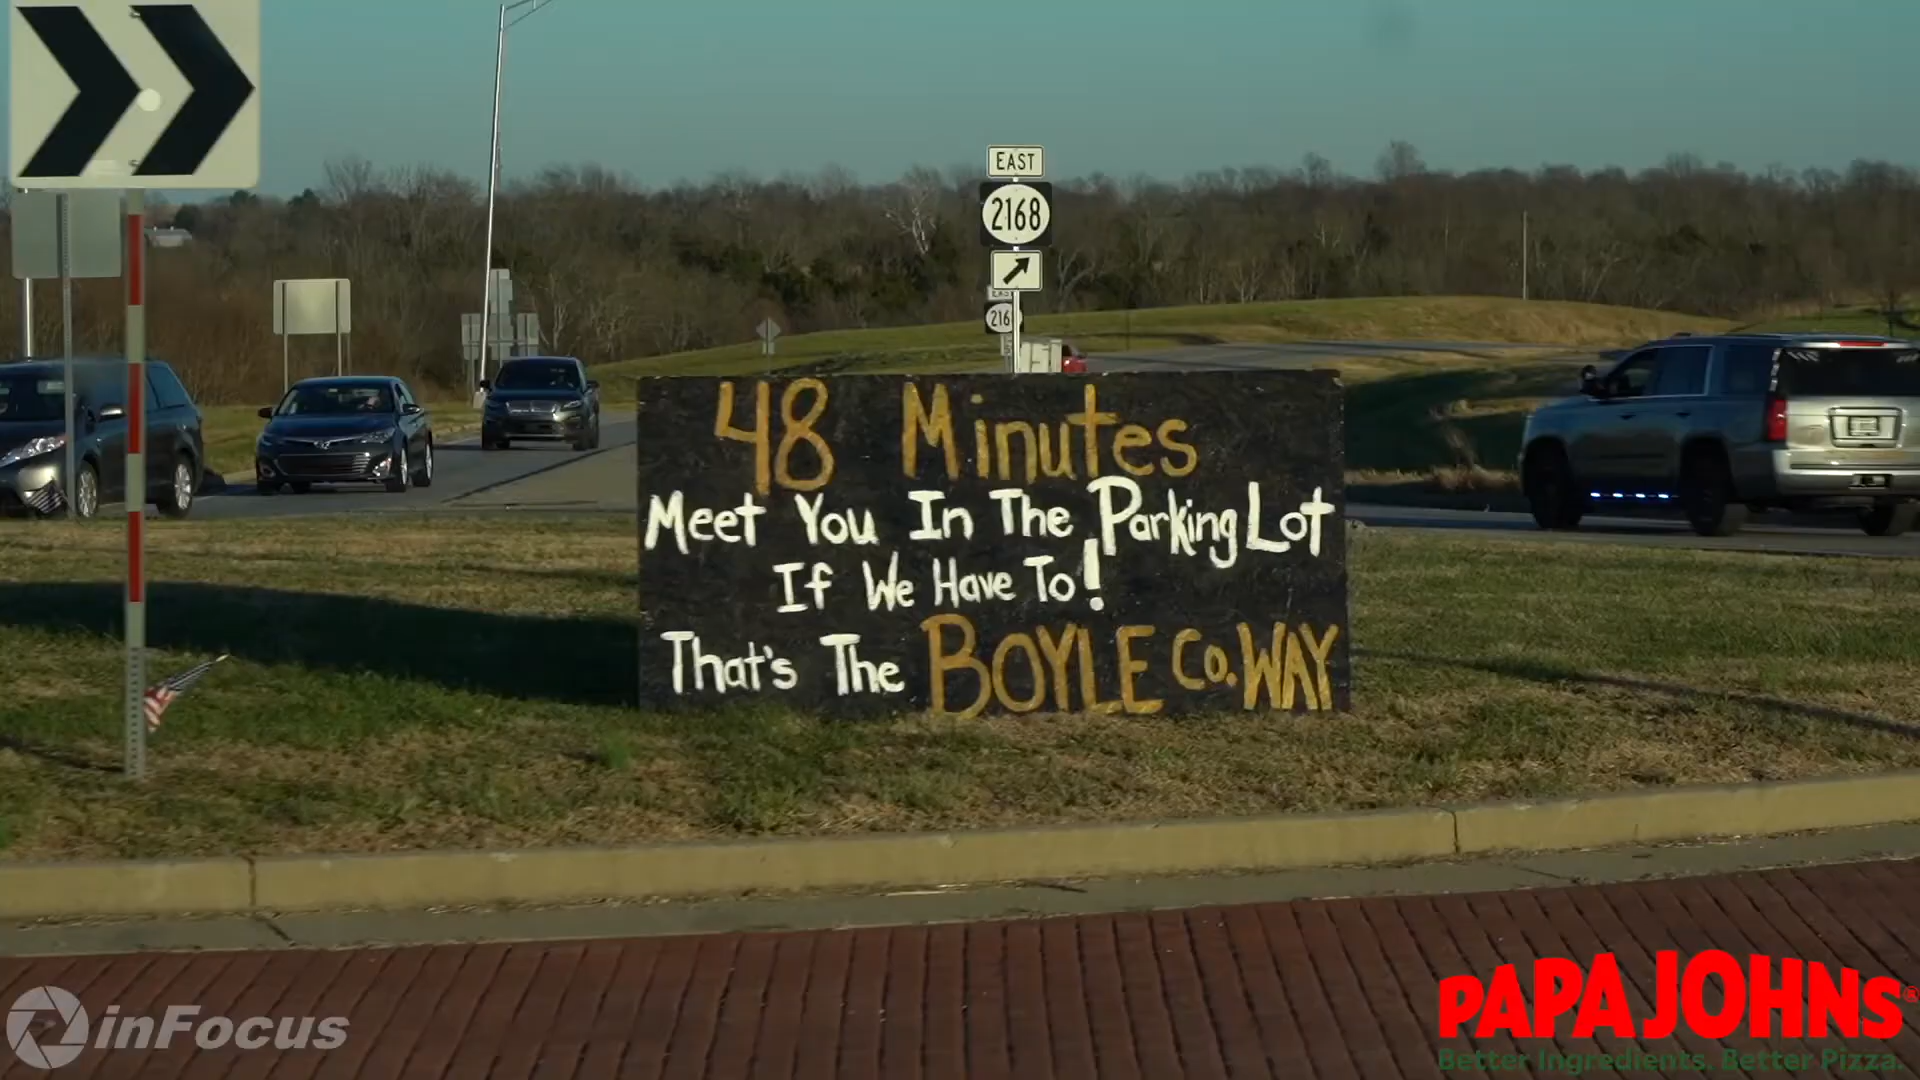 EAST
2168
EAST
216
48 Minutes
Meet You In The Parking Lot
If We Have To!
That's The BOYLE Co. WAY
inFocus
PAPA JOHNS®
Better Ingredients. Better Pizza.